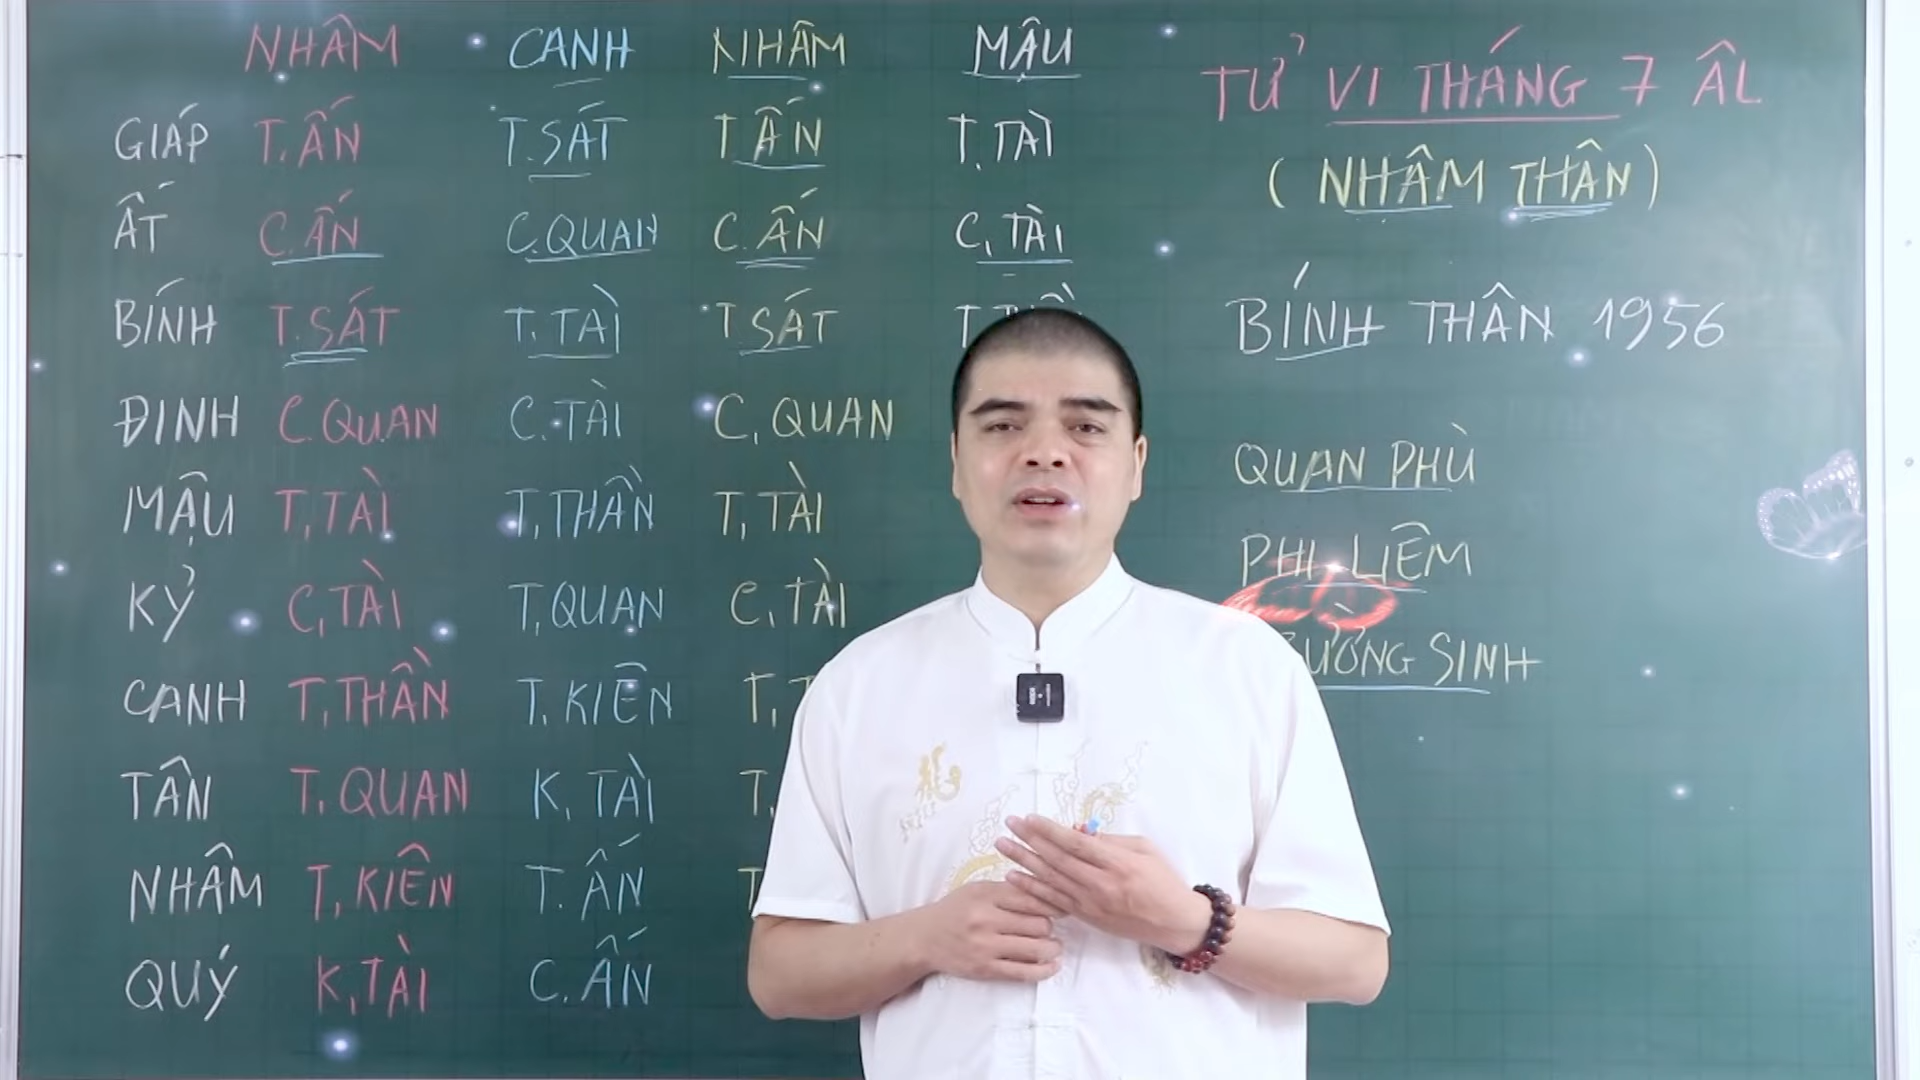 NHÂM CANH NHÂM MẬU
GIÁP T.ẤN T.SÁT T ẤN T.TÀI
ẤT C.ẤN C.QUAN C.ẤN C,TÀI
BÍNH T.SÁT T.TÀI T SÁT
ĐINH C.QUAN C.TÀI C,QUAN
MẬU T,TÀI T,THẦN T,TÀI
KỶ C,TÀI T,QUAN C,TÀI
CANH T,THẦN T.KIÊN T,
TÂN T.QUAN K,TÀI T,
NHÂM T,KIÊN T.ẤN
QUÝ K,TÀI C.ẤN
TỬ VI THÁNG 7 ÂL
(NHÂM THÂN)
BÍNH THÂN 1956
QUAN PHÙ
PHI LIÊM
SINH
龍